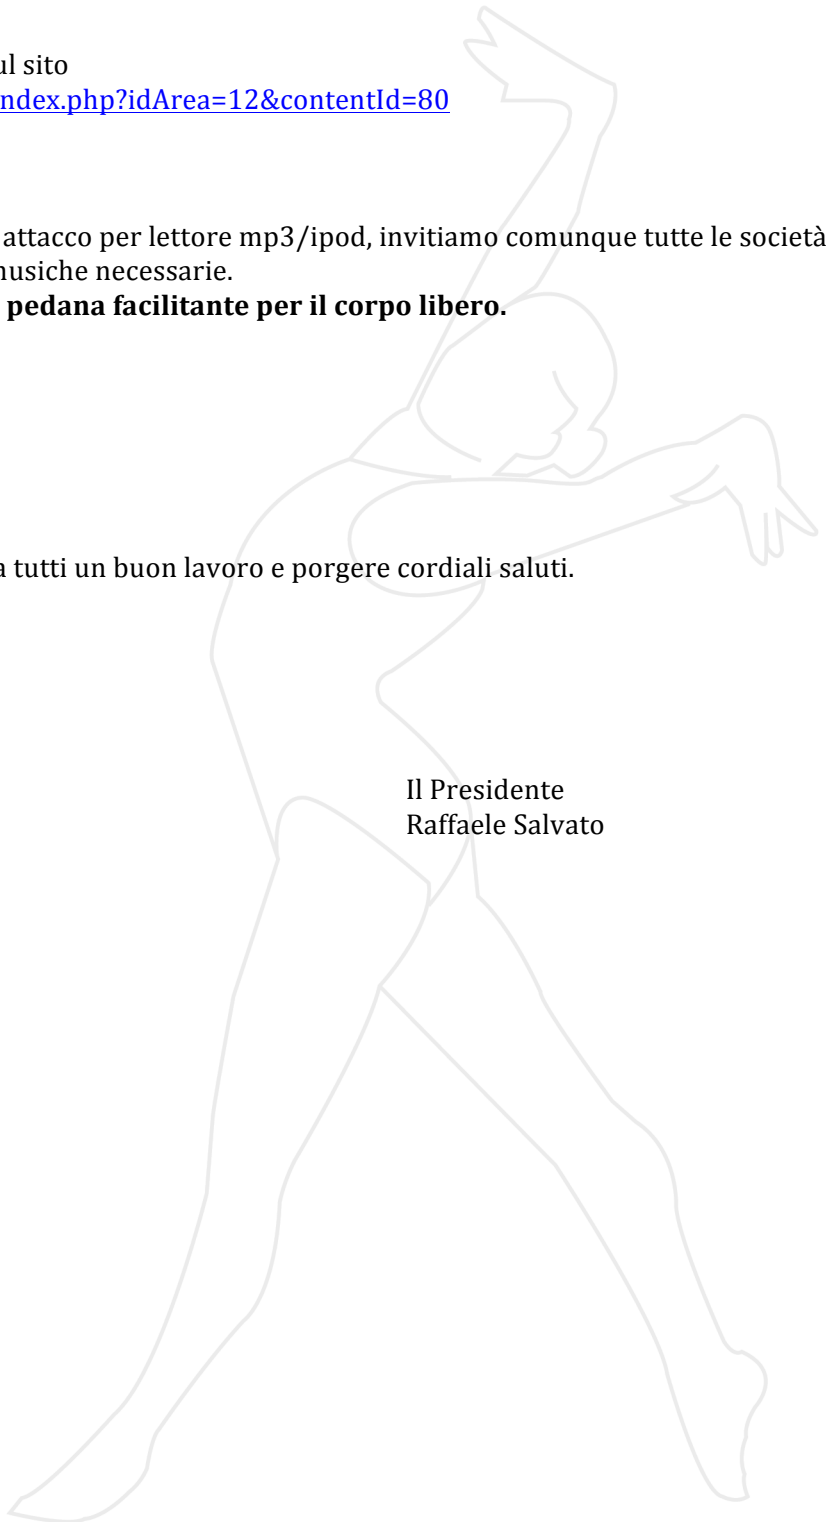 ul sito
ndex.php?idArea=12&contentId=80
attacco per lettore mp3/ipod, invitiamo comunque tutte le società
musiche necessarie.
pedana facilitante per il corpo libero.
a tutti un buon lavoro e porgere cordiali saluti.
Il Presidente
Raffaele Salvato